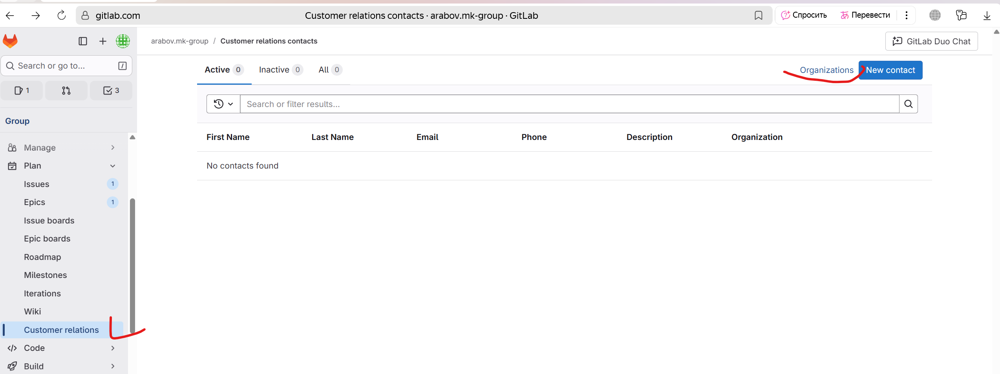 gitlab.com
Customer relations contacts · arabov.mk-group · GitLab
Спросить
Перевести
arabov.mk-group / Customer relations contacts
GitLab Duo Chat
Search or go to...
/
1
3
Group
Manage
Plan
Issues 1
Epics 1
Issue boards
Epic boards
Roadmap
Milestones
Iterations
Wiki
Customer relations
Code
Build
Active 0
Inactive 0
All 0
Organizations
New contact
Search or filter results...
First Name
Last Name
Email
Phone
Description
Organization
No contacts found